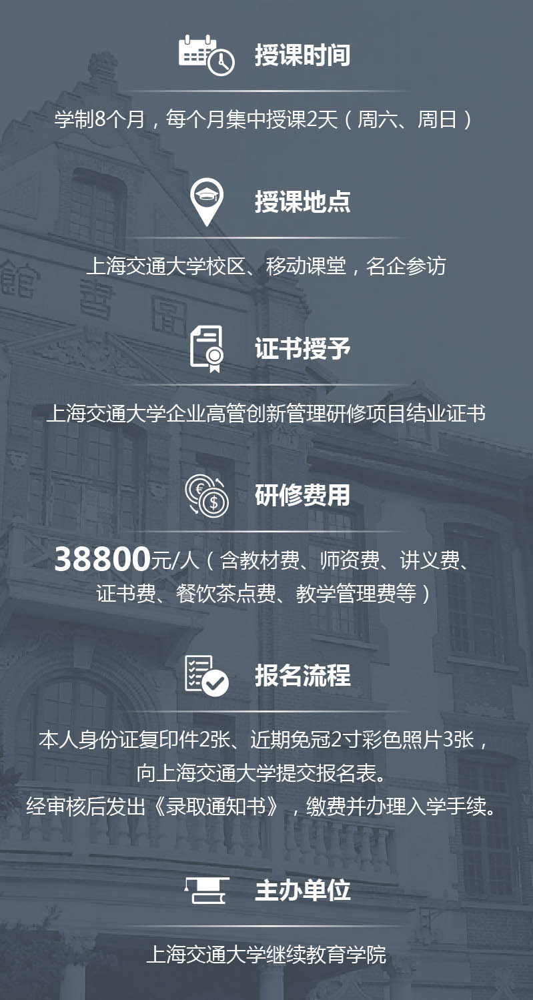 授课时间
学制8个月，每个月集中授课2天（周六、周日）
授课地点
上海交通大学校区、移动课堂，名企参访
館 書 圖
证书授予
上海交通大学企业高管创新管理研修项目结业证书
€
$
研修费用
38800元/人（含教材费、师资费、讲义费、
证书费、餐饮茶点费、教学管理费等）
报名流程
本人身份证复印件2张、近期免冠2寸彩色照片3张，
向上海交通大学提交报名表。
经审核后发出《录取通知书》，缴费并办理入学手续。
主办单位
上海交通大学继续教育学院